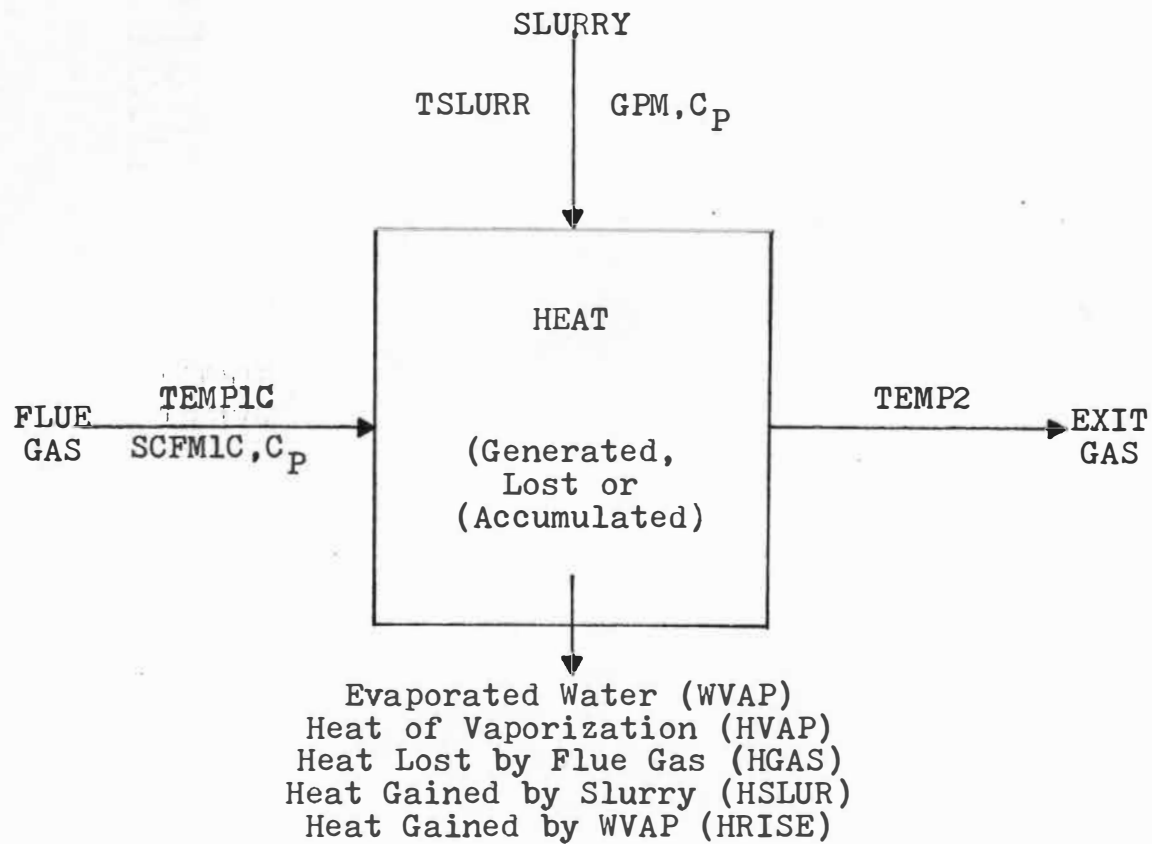 SLURRY
TSLURR GPM,CP
HEAT
TEMP1C
FLUE
GAS
SCFM1C,CP
(Generated,
Lost or
(Accumulated)
TEMP2
EXIT
GAS
Evaporated Water (WVAP)
Heat of Vaporization (HVAP)
Heat Lost by Flue Gas (HGAS)
Heat Gained by Slurry (HSLUR)
Heat Gained by WVAP (HRISE)